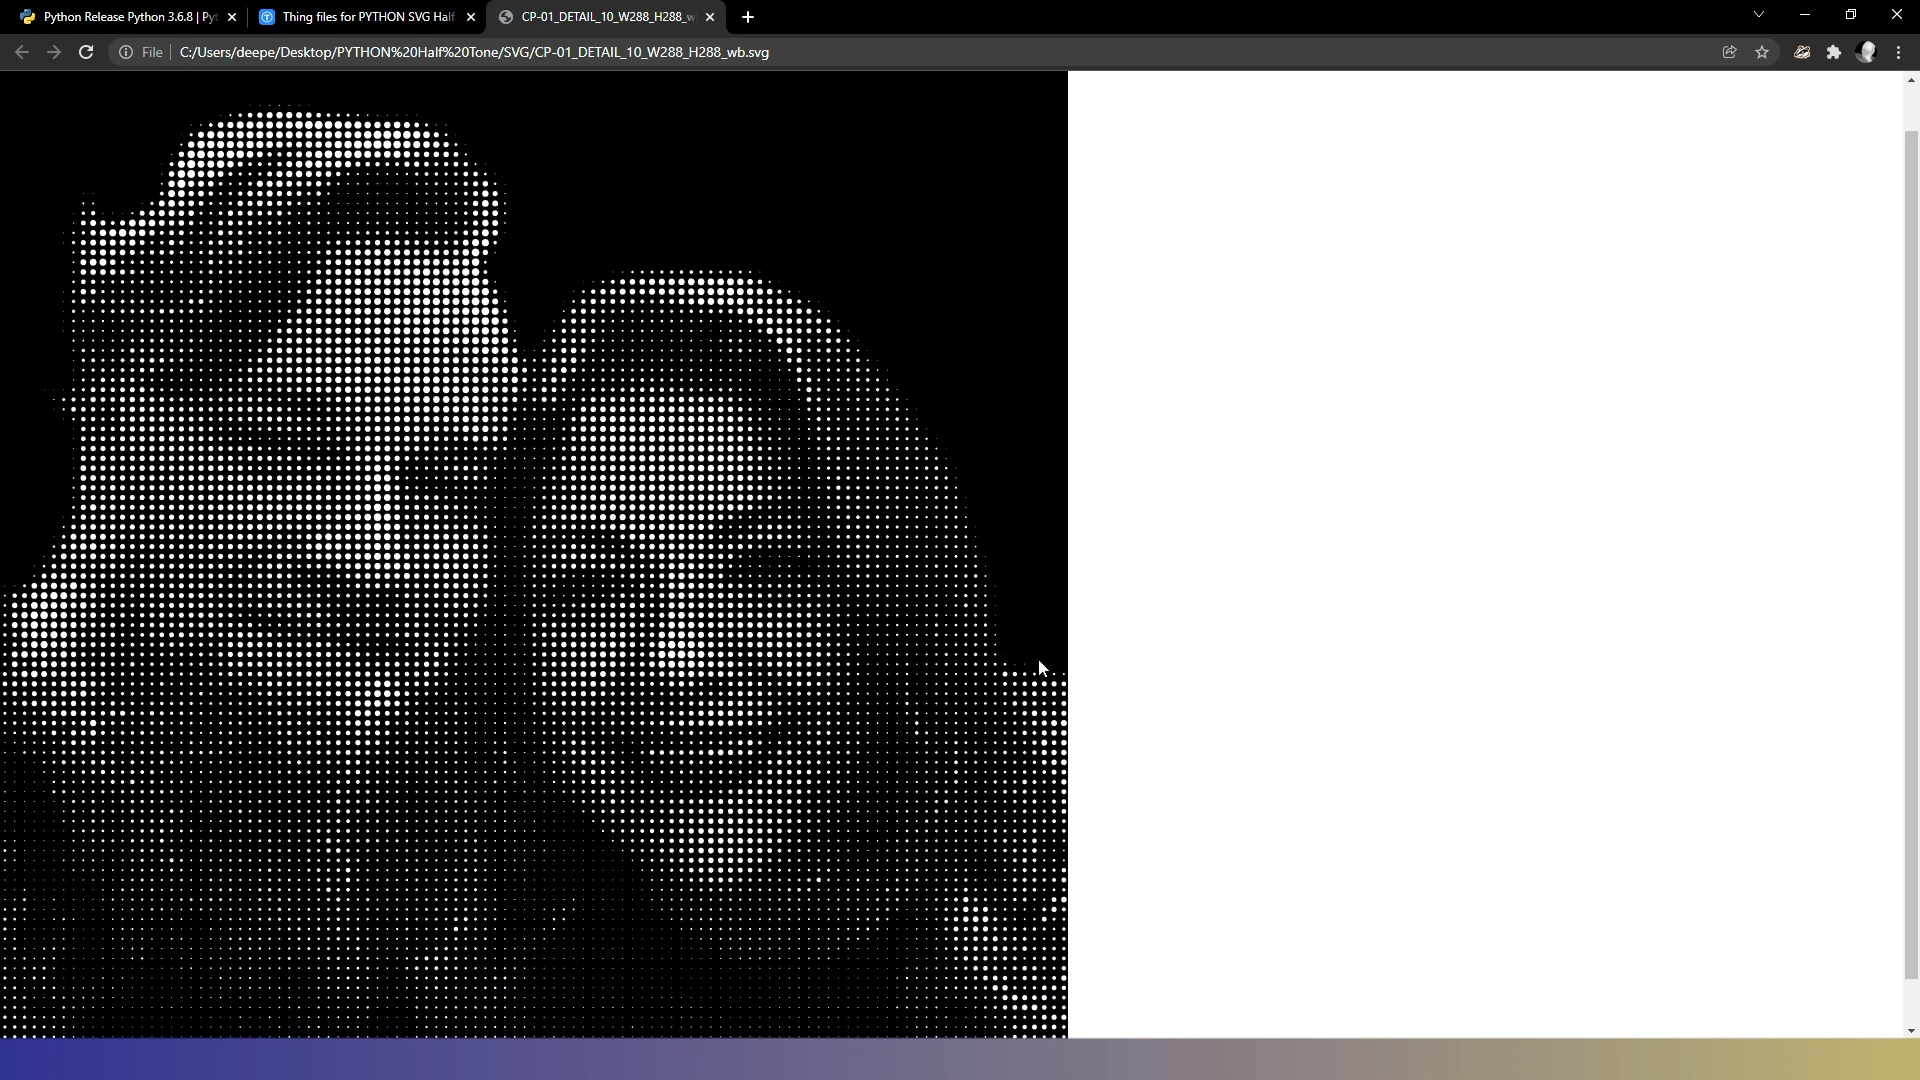 Python Release Python 3.6.8 | Pyt
Thing files for PYTHON SVG Half
CP-01_DETAIL_10_W288_H288_w
File
C:/Users/deepe/Desktop/PYTHON%20Half%20Tone/SVG/CP-01_DETAIL_10_W288_H288_wb.svg